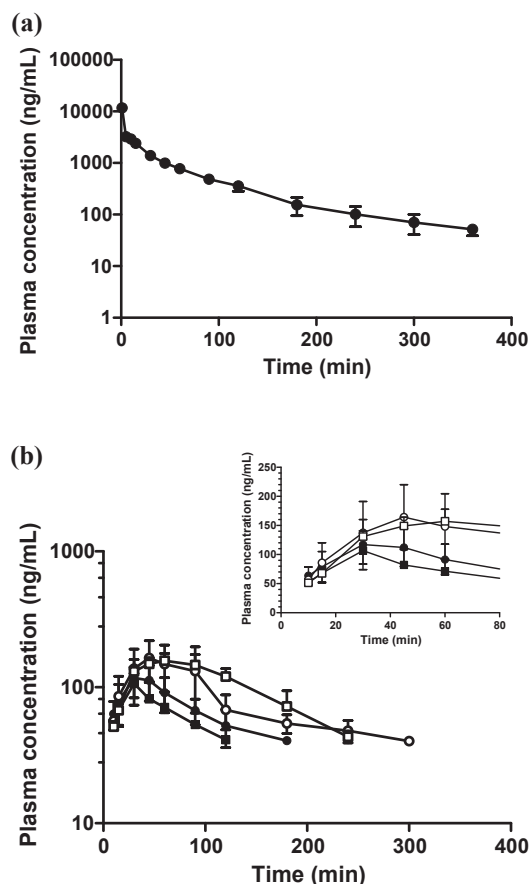 (a)
Plasma concentration (ng/mL)
100000
10000
1000
100
10
1
0 100 200 300 400
Time (min)
(b)
Plasma concentration (ng/mL)
250
200
150
100
50
0
0 20 40 60 80
Time (min)
Plasma concentration (ng/mL)
1000
100
10
0 100 200 300 400
Time (min)